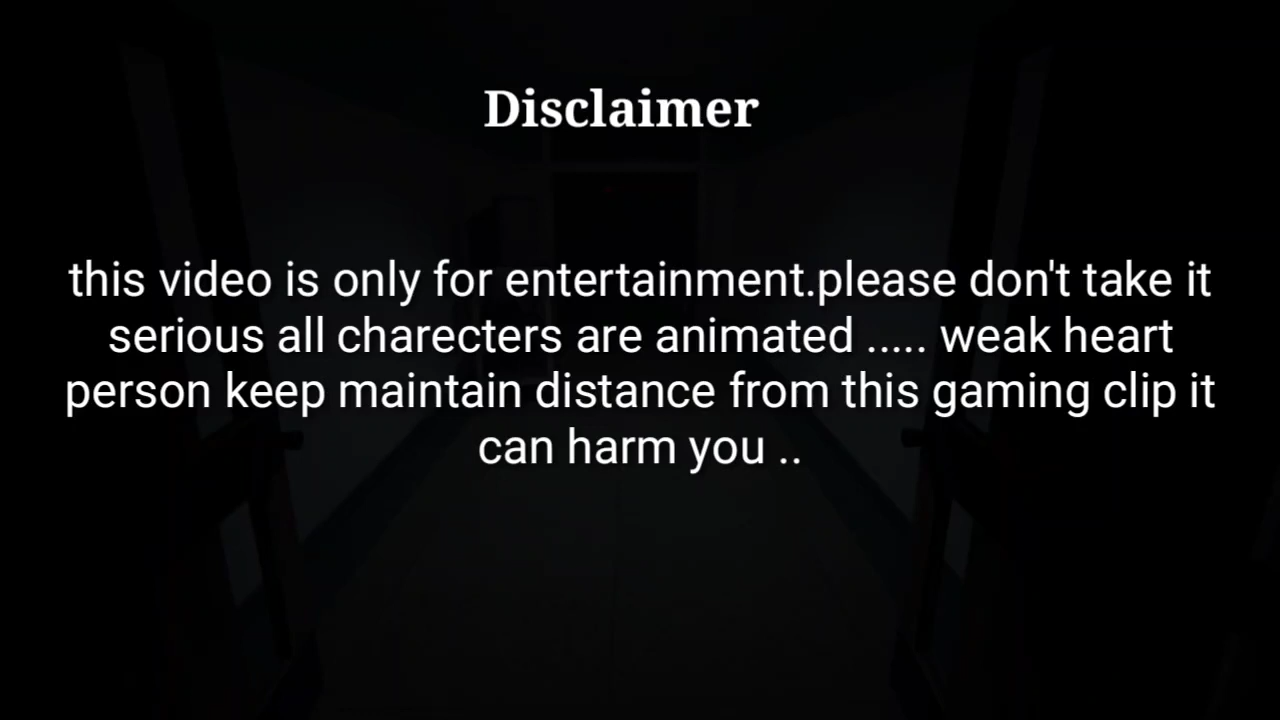 Disclaimer
this video is only for entertainment.please don't take it
serious all charecters are animated ..... weak heart
person keep maintain distance from this gaming clip it
can harm you ..